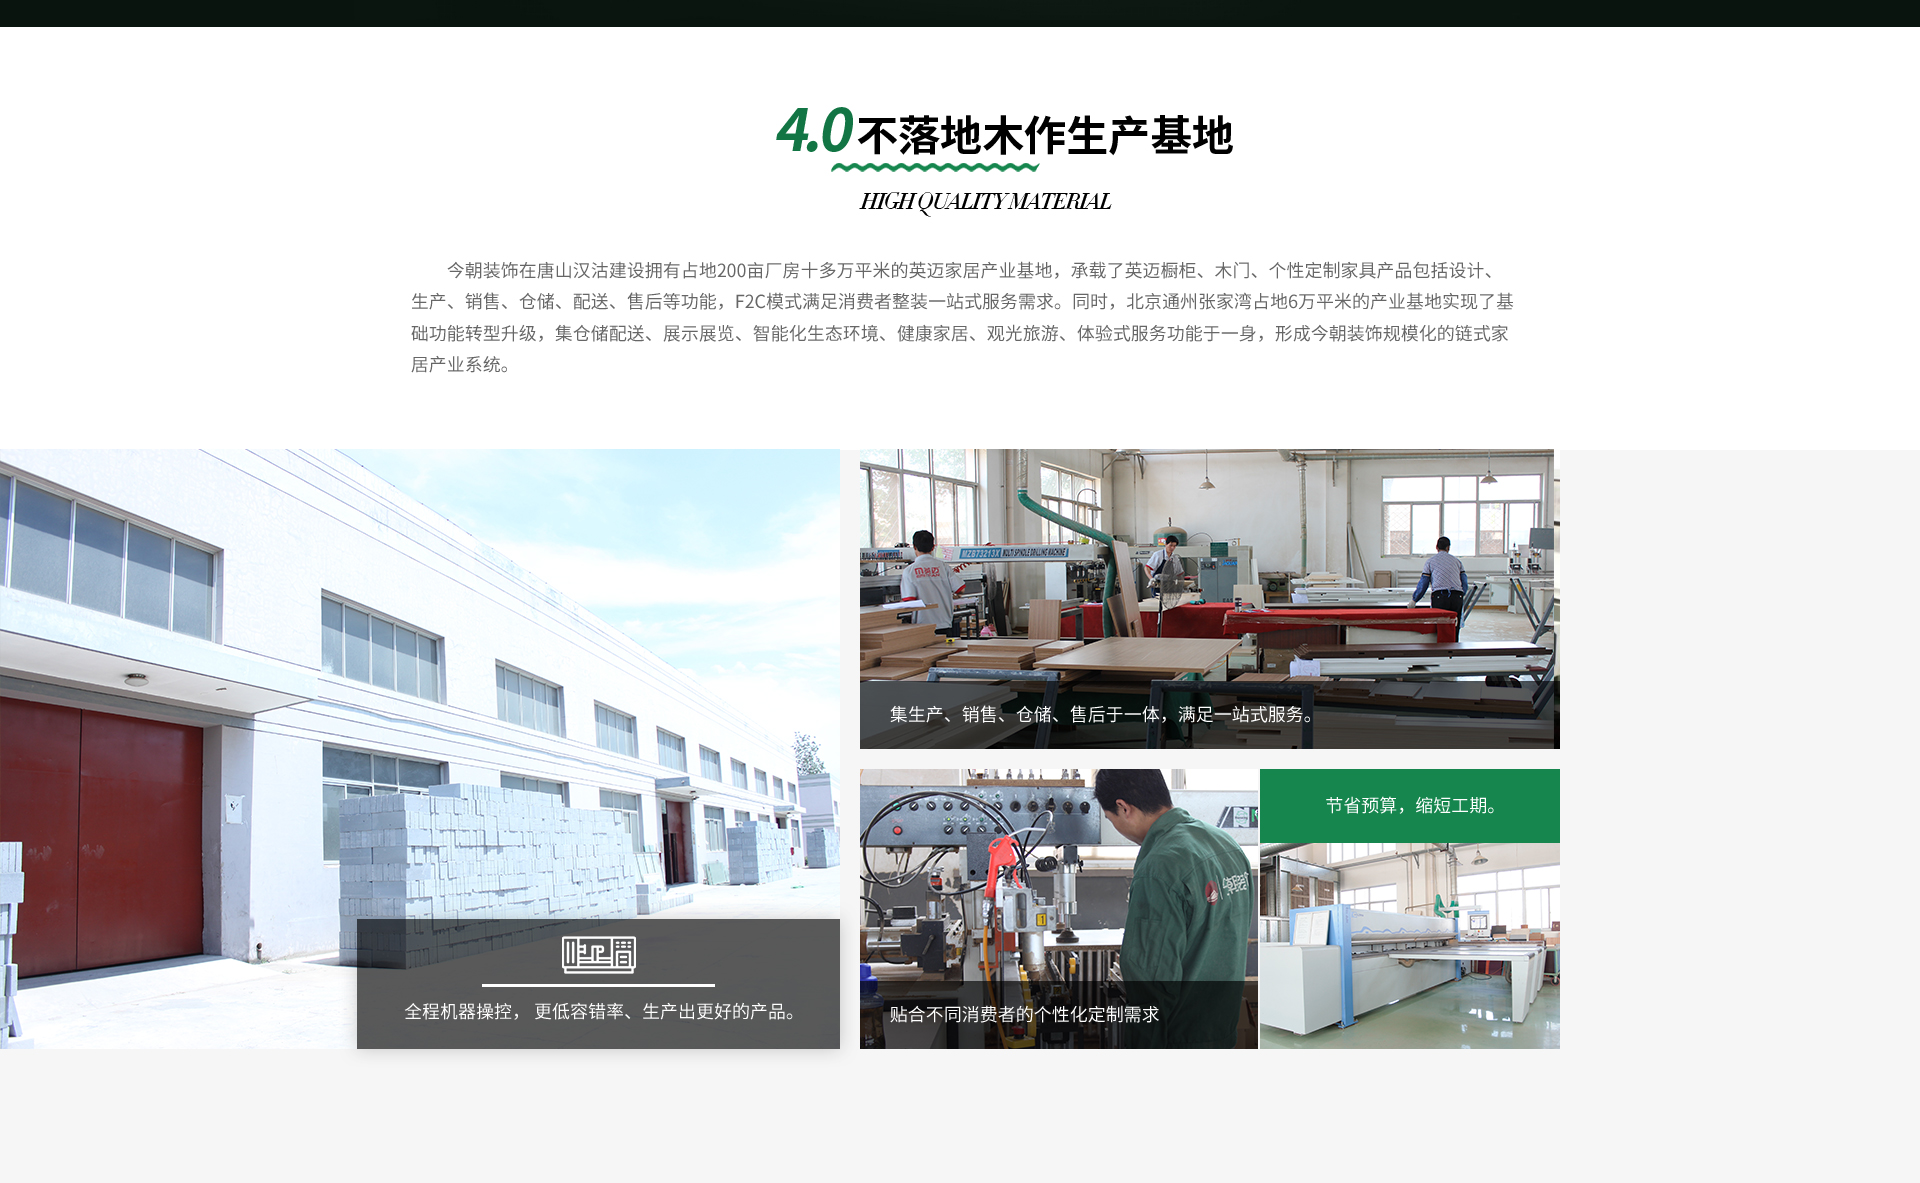 4.0不落地木作生产基地
HIGH QUALITY MATERIAL
今朝装饰在唐山汉沽建设拥有占地200亩厂房十多万平米的英迈家居产业基地，承载了英迈橱柜、木门、个性定制家具产品包括设计、
生产、销售、仓储、配送、售后等功能，F2C模式满足消费者整装一站式服务需求。同时，北京通州张家湾占地6万平米的产业基地实现了基
础功能转型升级，集仓储配送、展示展览、智能化生态环境、健康家居、观光旅游、体验式服务功能于一身，形成今朝装饰规模化的链式家
居产业系统。
MZB73213X MULTI SPINDLE DRILLING MACHINE
集生产、销售、仓储、售后于一体，满足一站式服务。
节省预算，缩短工期。
全程机器操控， 更低容错率、生产出更好的产品。
贴合不同消费者的个性化定制需求